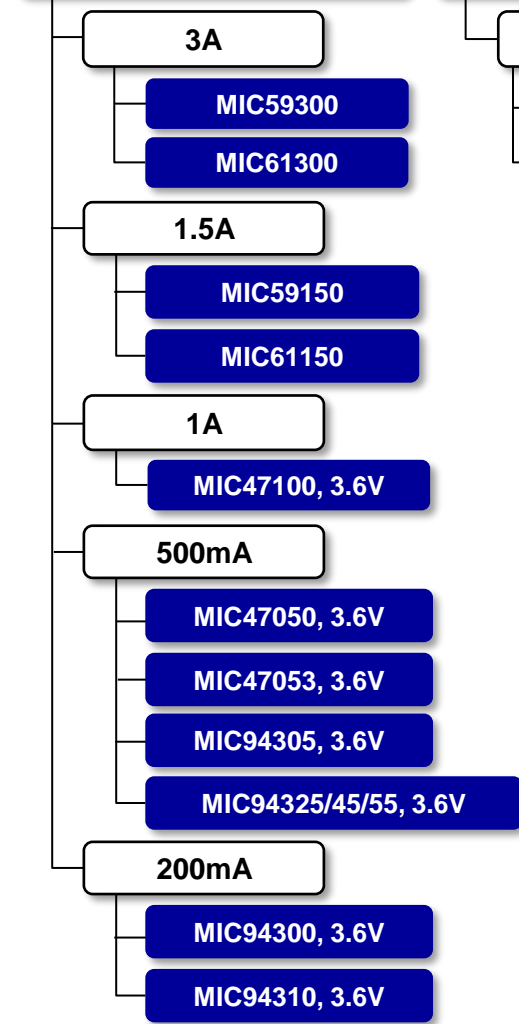 3A
MIC59300
MIC61300
1.5A
MIC59150
MIC61150
1A
MIC47100, 3.6V
500mA
MIC47050, 3.6V
MIC47053, 3.6V
MIC94305, 3.6V
MIC94325/45/55, 3.6V
200mA
MIC94300, 3.6V
MIC94310, 3.6V